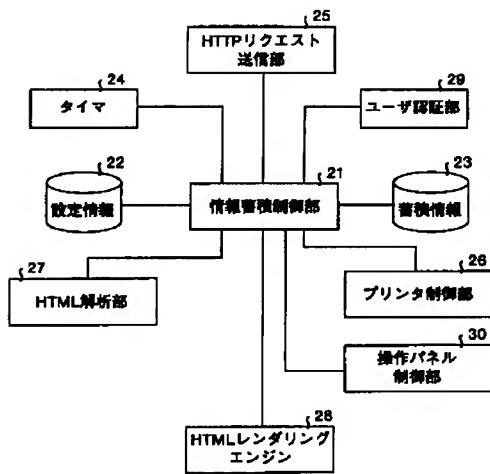 25
HTTPリクエスト
送信部
24
タイマ
29
ユーザ認証部
22
設定情報
21
情報蓄積制御部
23
蓄積情報
27
HTML解析部
26
プリンタ制御部
30
操作パネル
制御部
28
HTMLレンダリング
エンジン